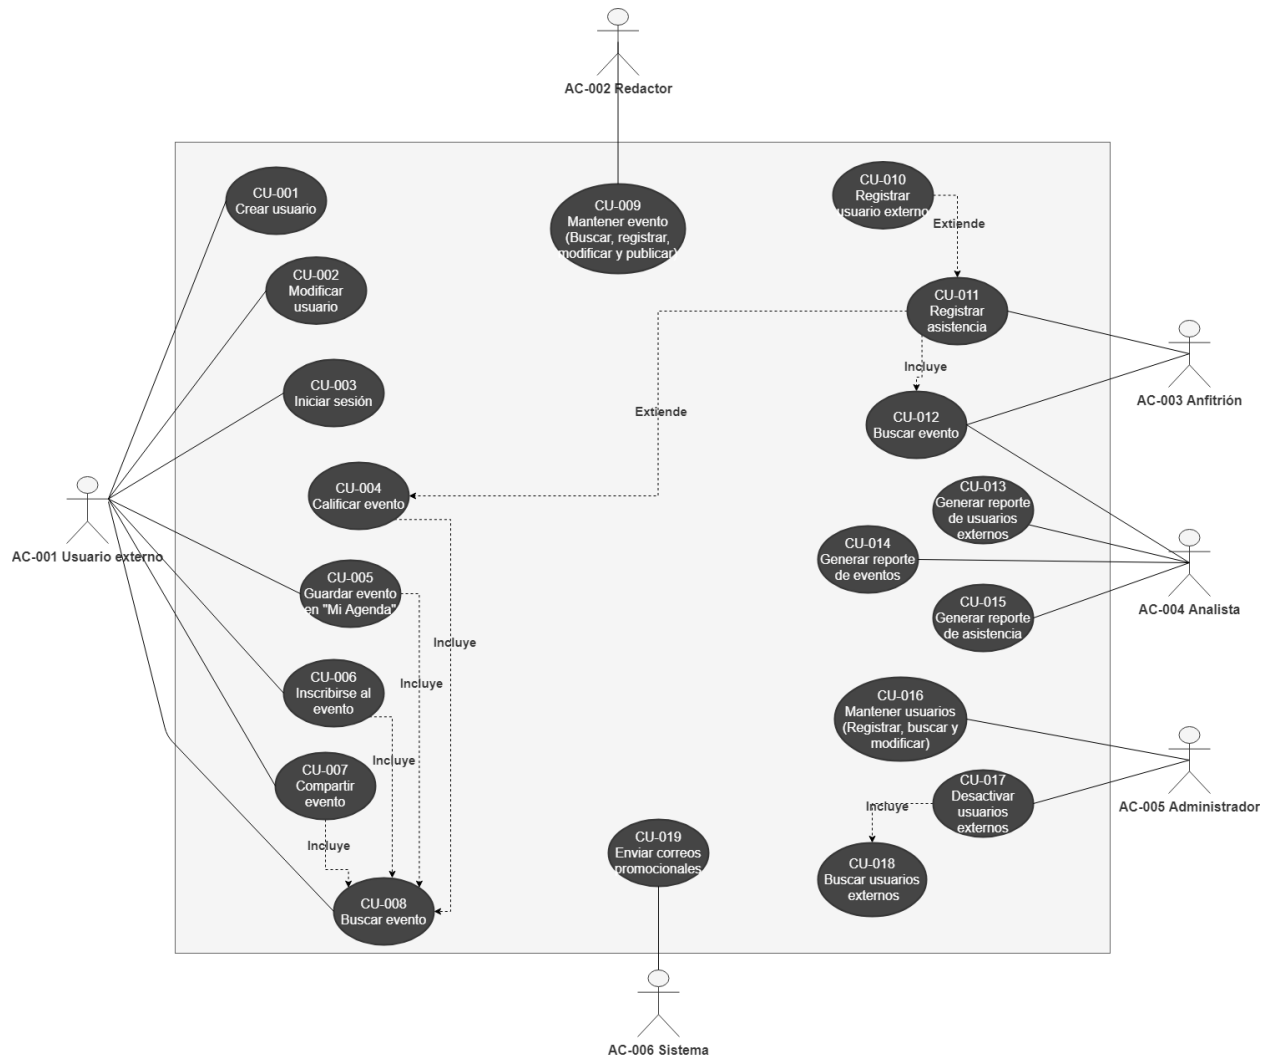 AC-002 Redactor
CU-001
Crear usuario
CU-002
Modificar
usuario
CU-003
Iniciar sesión
CU-004
Calificar evento
CU-005
Guardar evento
en "Mi Agenda"
CU-006
Inscribirse al
evento
CU-007
Compartir
evento
CU-008
Buscar evento
Incluye
Incluye
Incluye
Incluye
AC-001 Usuario externo
CU-009
Mantener evento
(Buscar, registrar,
modificar y publicar)
Extiende
CU-010
Registrar
usuario externo
Extiende
CU-011
Registrar
asistencia
Incluye
CU-012
Buscar evento
CU-013
Generar reporte
de usuarios
externos
CU-014
Generar reporte
de eventos
CU-015
Generar reporte
de asistencia
CU-016
Mantener usuarios
(Registrar, buscar y
modificar)
CU-017
Desactivar
usuarios
externos
Incluye
CU-018
Buscar usuarios
externos
CU-019
Enviar correos
promocionales
AC-003 Anfitrión
AC-004 Analista
AC-005 Administrador
AC-006 Sistema